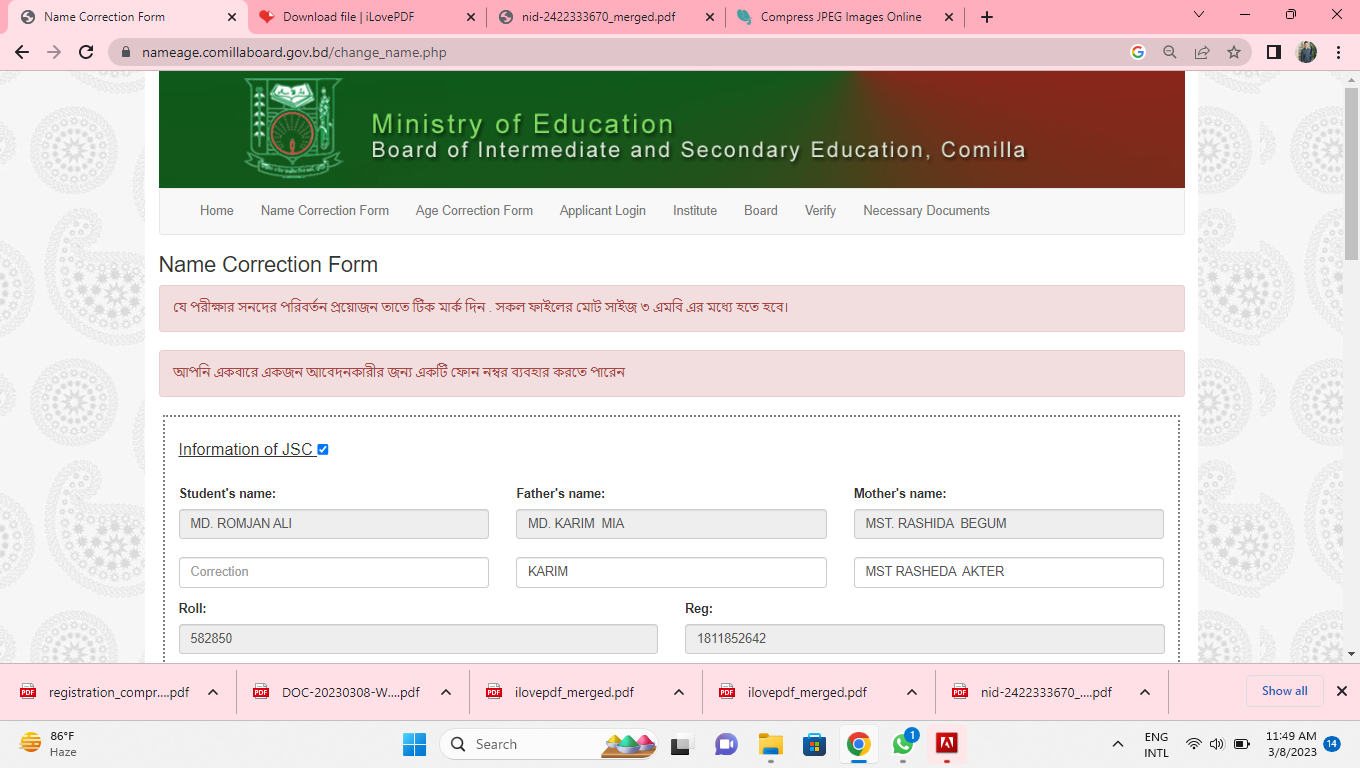 Name Correction Form
Download file | iLovePDF
nid-2422333670_merged.pdf
Compress JPEG Images Online
nameage.comillaboard.gov.bd/change_name.php
Ministry of Education
Board of Intermediate and Secondary Education, Comilla
Home Name Correction Form Age Correction Form Applicant Login Institute Board Verify Necessary Documents
Name Correction Form
যে পরীক্ষার সনদের পরিবর্তন প্রয়োজন তাতে টিক মার্ক দিন . সকল ফাইলের মোট সাইজ ৩ এমবি এর মধ্যে হতে হবে।
আপনি একবারে একজন আবেদনকারীর জন্য একটি ফোন নম্বর ব্যবহার করতে পারেন
Information of JSC
Student's name: Father's name: Mother's name:
MD. ROMJAN ALI MD. KARIM MIA MST. RASHIDA BEGUM
Correction KARIM MST RASHEDA AKTER
Roll: Reg:
582850 1811852642
registration_compr....pdf DOC-20230308-W....pdf ilovepdf_merged.pdf ilovepdf_merged.pdf nid-2422333670_....pdf Show all
86°F
Haze
Search
1
ENG
INTL
11:49 AM
3/8/2023
14